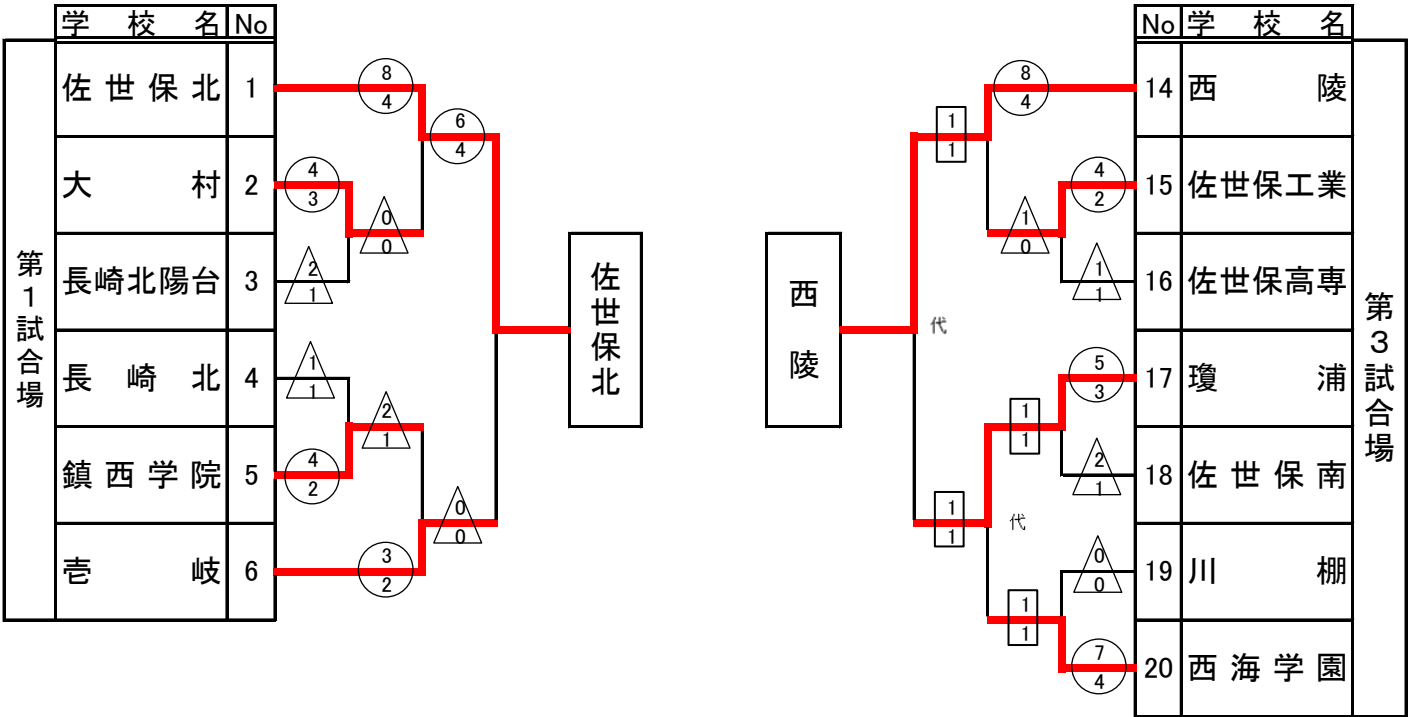 学校名 No
第1試合場
佐世保北 1
大村 2
長崎北陽台 3
長崎北 4
鎮西学院 5
壱岐 6
8
4
6
4
4
3
0
0
2
1
1
1
2
1
4
2
0
0
3
2
佐世保北
西陵
No 学校名
第3試合場
14 西陵
15 佐世保工業
16 佐世保高専
17 瓊浦
18 佐世保南
19 川棚
20 西海学園
8
4
1
1
4
2
1
0
1
1
代
5
3
1
1
2
1
1
1
代
0
0
1
1
7
4